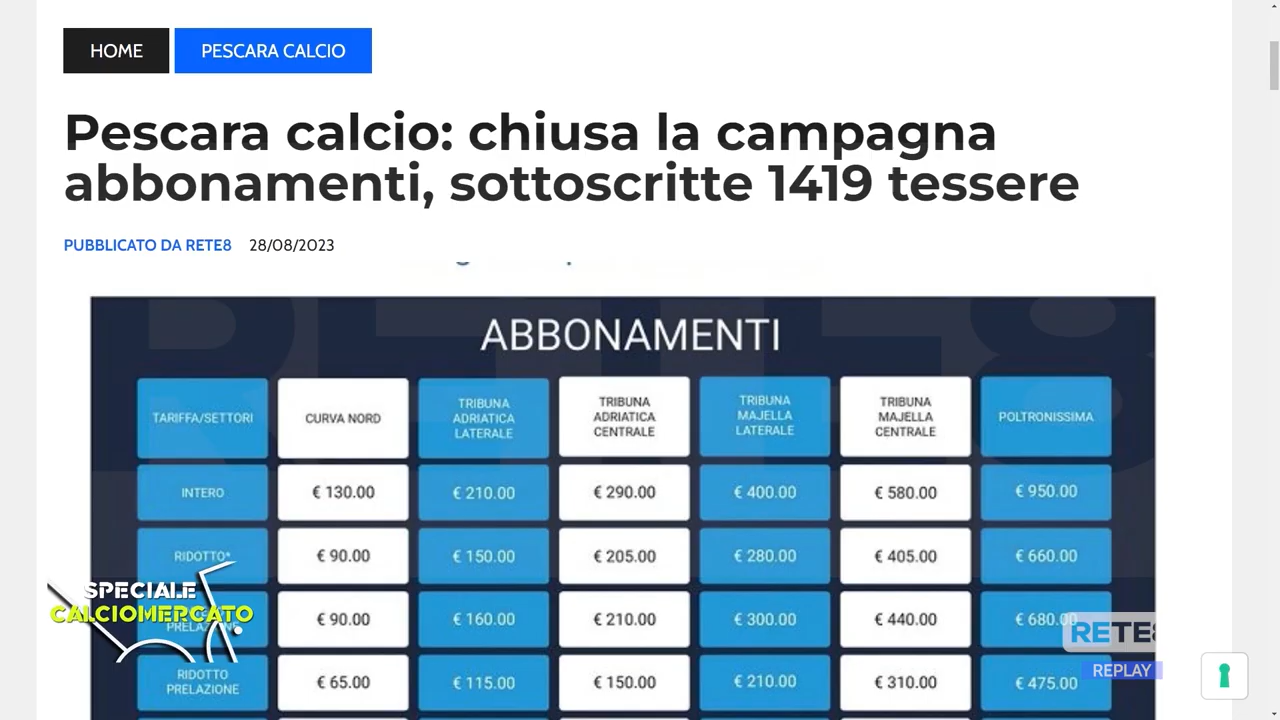 HOME PESCARA CALCIO
Pescara calcio: chiusa la campagna
abbonamenti, sottoscritte 1419 tessere
PUBBLICATO DA RETE8 28/08/2023
ABBONAMENTI
TARIFFA/SETTORI CURVA NORD TRIBUNA ADRIATICA LATERALE TRIBUNA ADRIATICA CENTRALE TRIBUNA MAJELLA LATERALE TRIBUNA MAJELLA CENTRALE POLTRONISSIMA
INTERO € 130.00 € 210.00 € 290.00 € 400.00 € 580.00 € 950.00
RIDOTTO* € 90.00 € 150.00 € 205.00 € 280.00 € 405.00 € 660.00
PRELAZIONE € 90.00 € 160.00 € 210.00 € 300.00 € 440.00 € 680.00
RIDOTTO PRELAZIONE € 65.00 € 115.00 € 150.00 € 210.00 € 310.00 € 475.00
SPECIALE
CALCIOMERCATO
RETE8
REPLAY